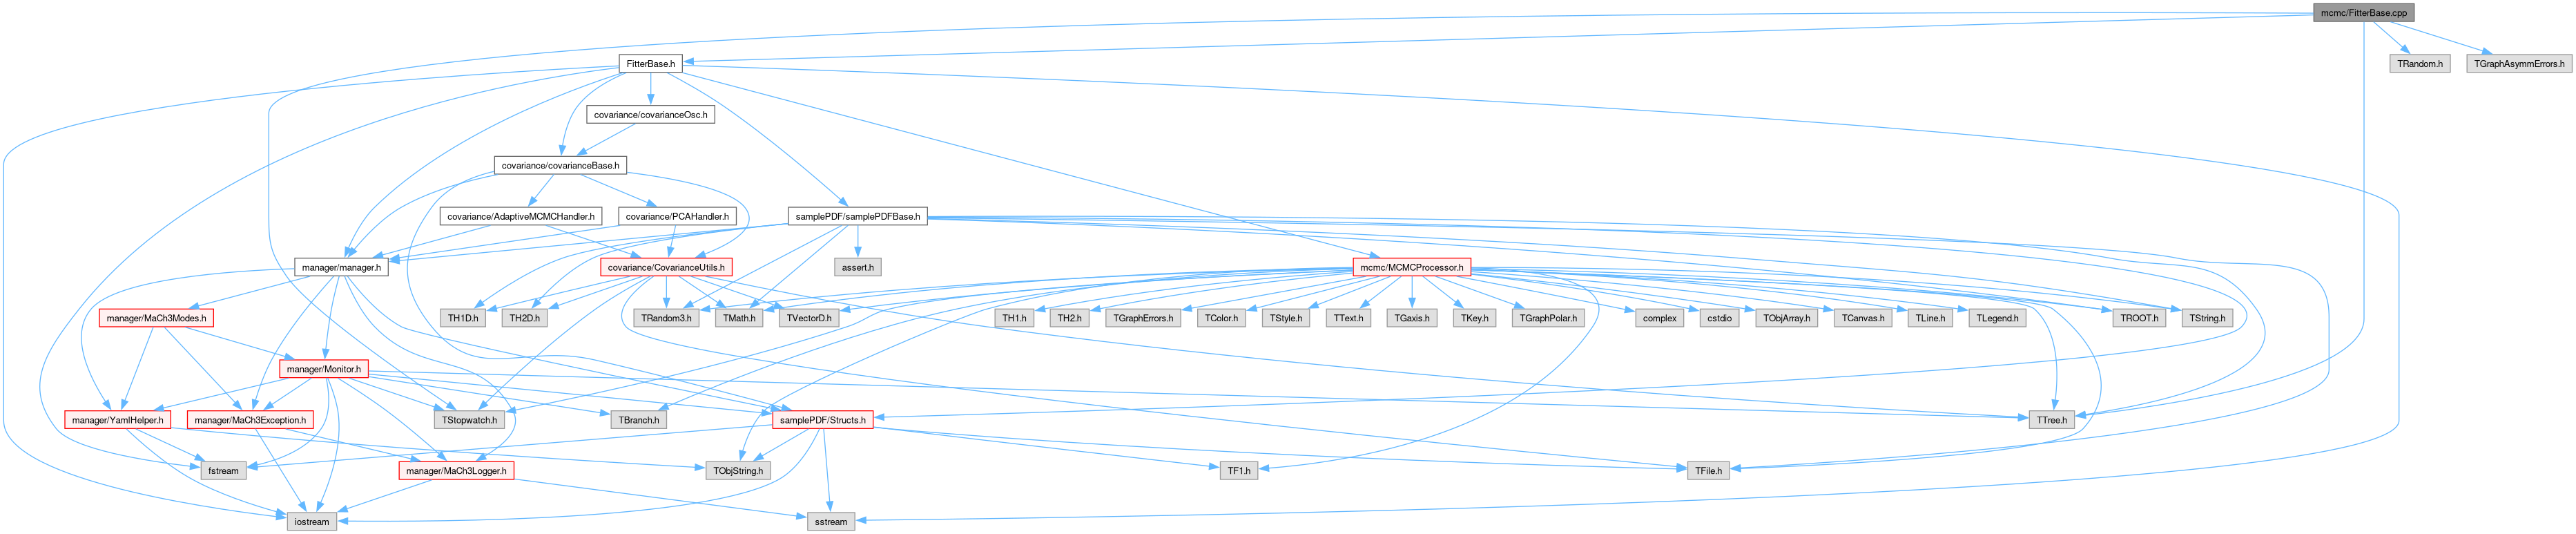 mcmc/FitterBase.cpp
FitterBase.h
TRandom.h
TGraphAsymmErrors.h
covariance/covarianceOsc.h
covariance/covarianceBase.h
covariance/AdaptiveMCMCHandler.h
covariance/PCAHandler.h
samplePDF/samplePDFBase.h
manager/manager.h
covariance/CovarianceUtils.h
assert.h
mcmc/MCMCProcessor.h
manager/MaCh3Modes.h
TH1D.h
TH2D.h
TRandom3.h
TMath.h
TVectorD.h
TH1.h
TH2.h
TGraphErrors.h
TColor.h
TStyle.h
TText.h
TGaxis.h
TKey.h
TGraphPolar.h
complex
cstdio
TObjArray.h
TCanvas.h
TLine.h
TLegend.h
TROOT.h
TString.h
manager/Monitor.h
manager/YamlHelper.h
manager/MaCh3Exception.h
TStopwatch.h
TBranch.h
samplePDF/Structs.h
TTree.h
fstream
manager/MaCh3Logger.h
TObjString.h
TF1.h
TFile.h
iostream
sstream